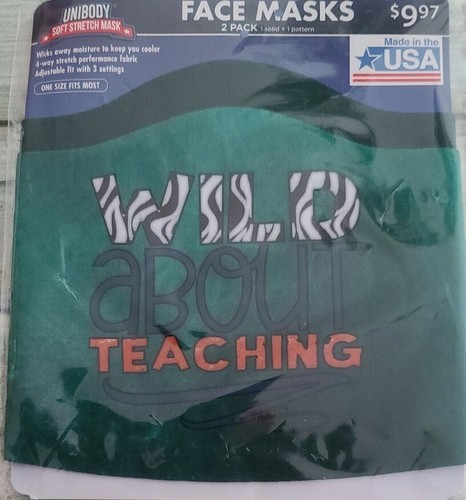 UNIBODY
SOFT STRETCH MASK
FACE MASKS
2 PACK 1 solid + 1 pattern
$9.97
Wicks away moisture to keep you cooler
4-way stretch performance fabric
Adjustable fit with 3 settings
ONE SIZE FITS MOST
Made in the
USA
WILD
aBOUT
TEACHING